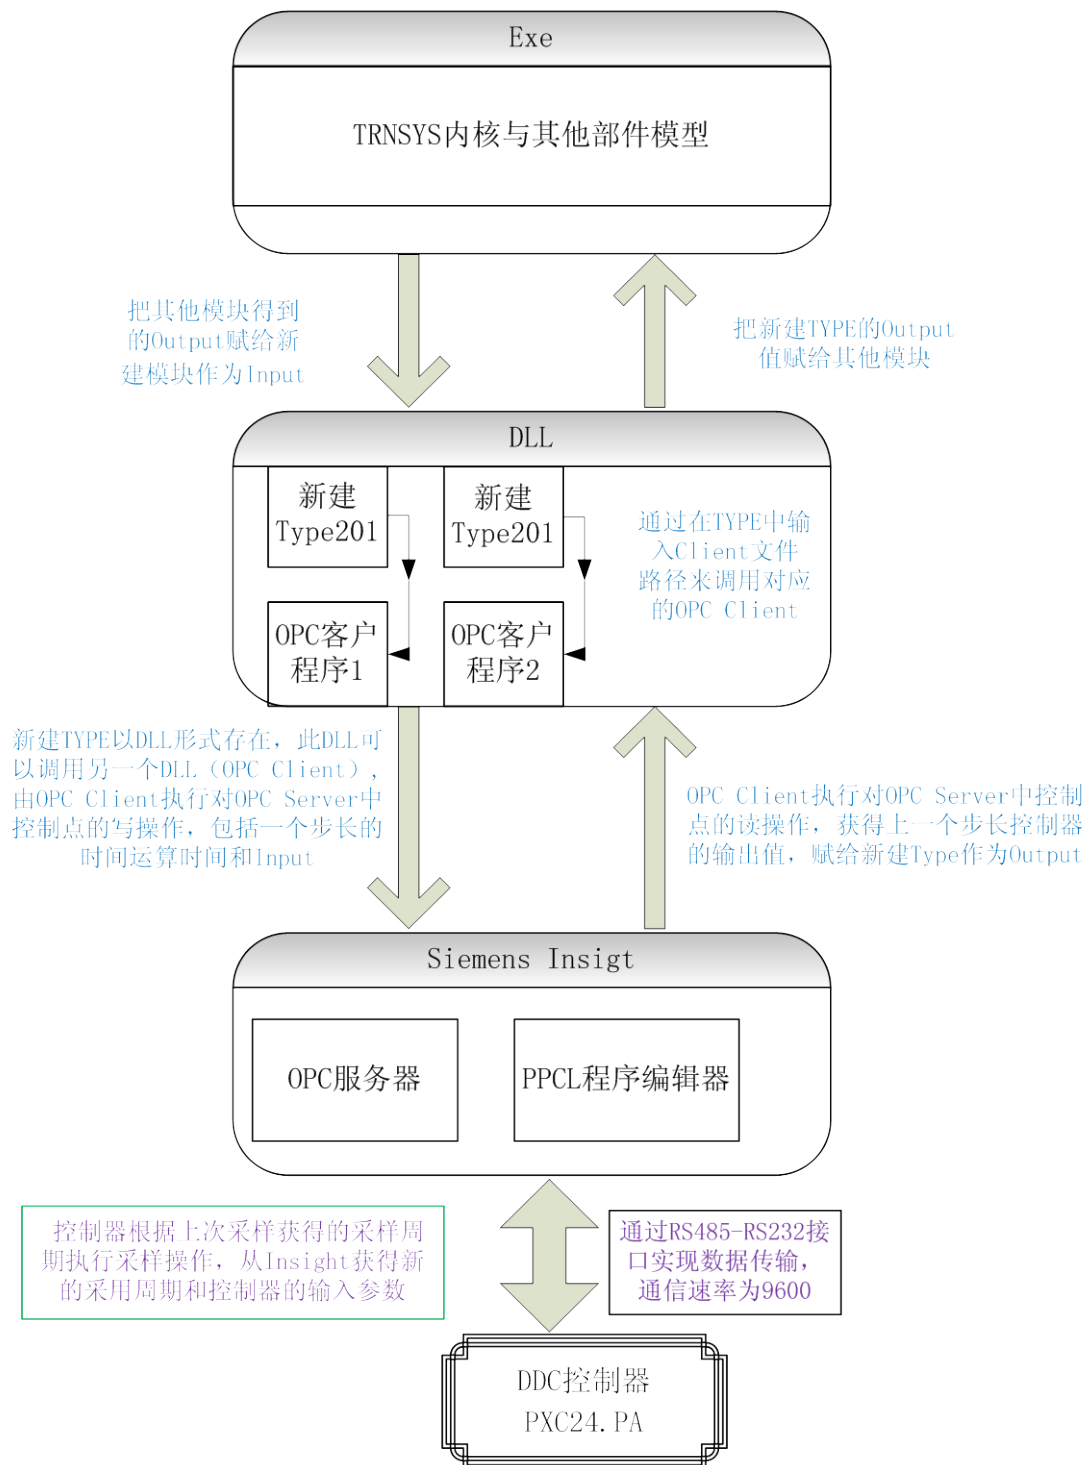 Exe
TRNSYS内核与其他部件模型
把其他模块得到
的Output赋给新
建模块作为Input
把新建TYPE的Output
值赋给其他模块
DLL
新建
Type201
新建
Type201
通过在TYPE中输
入Client文件
路径来调用对应
的OPC Client
OPC客户
程序1
OPC客户
程序2
新建TYPE以DLL形式存在，此DLL可
以调用另一个DLL（OPC Client），
由OPC Client执行对OPC Server中
控制点的写操作，包括一个步长的
时间运算时间和Input
OPC Client执行对OPC Server中控制
点的读操作，获得上一个步长控制器
的输出值，赋给新建Type作为Output
Siemens Insigt
OPC服务器
PPCL程序编辑器
控制器根据上次采样获得的采样周
期执行采样操作，从Insight获得新
的采用周期和控制器的输入参数
通过RS485-RS232接
口实现数据传输，
通信速率为9600
DDC控制器
PXC24.PA